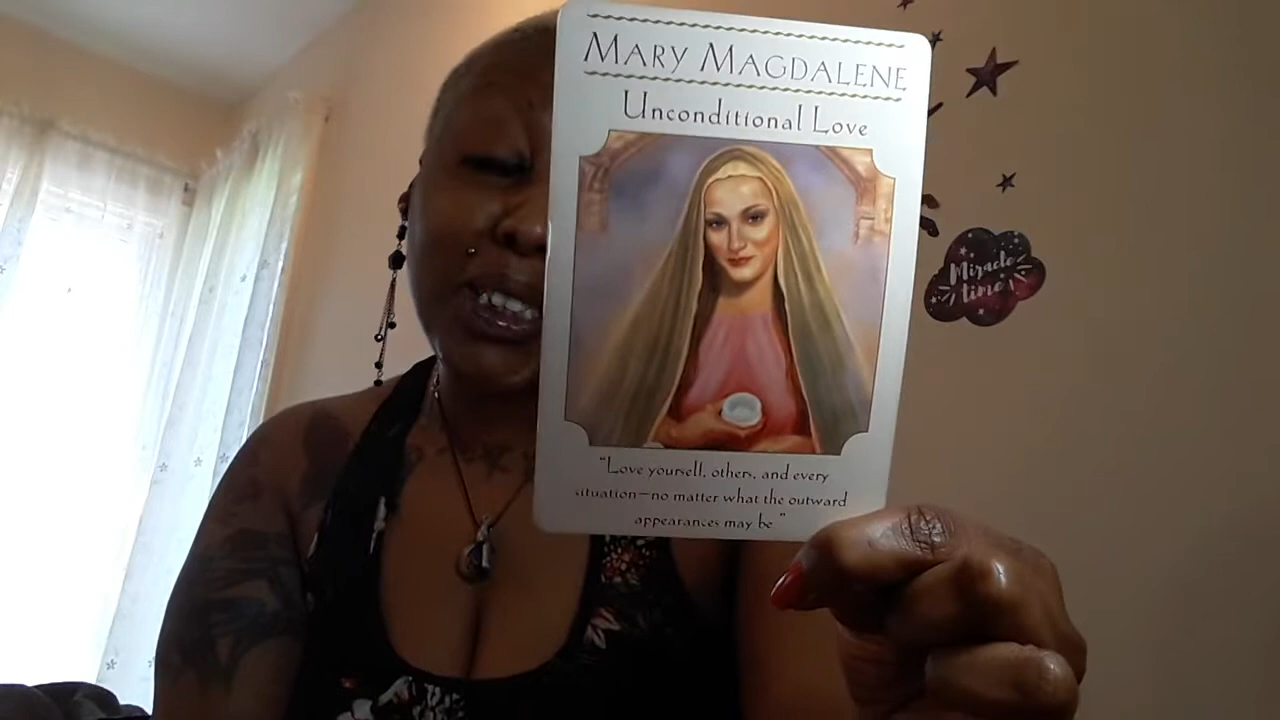 MARY MAGDALENE
Unconditional Love
"Love yourself, others, and every
situation—no matter what the outward
appearances may be"
Miracle
time